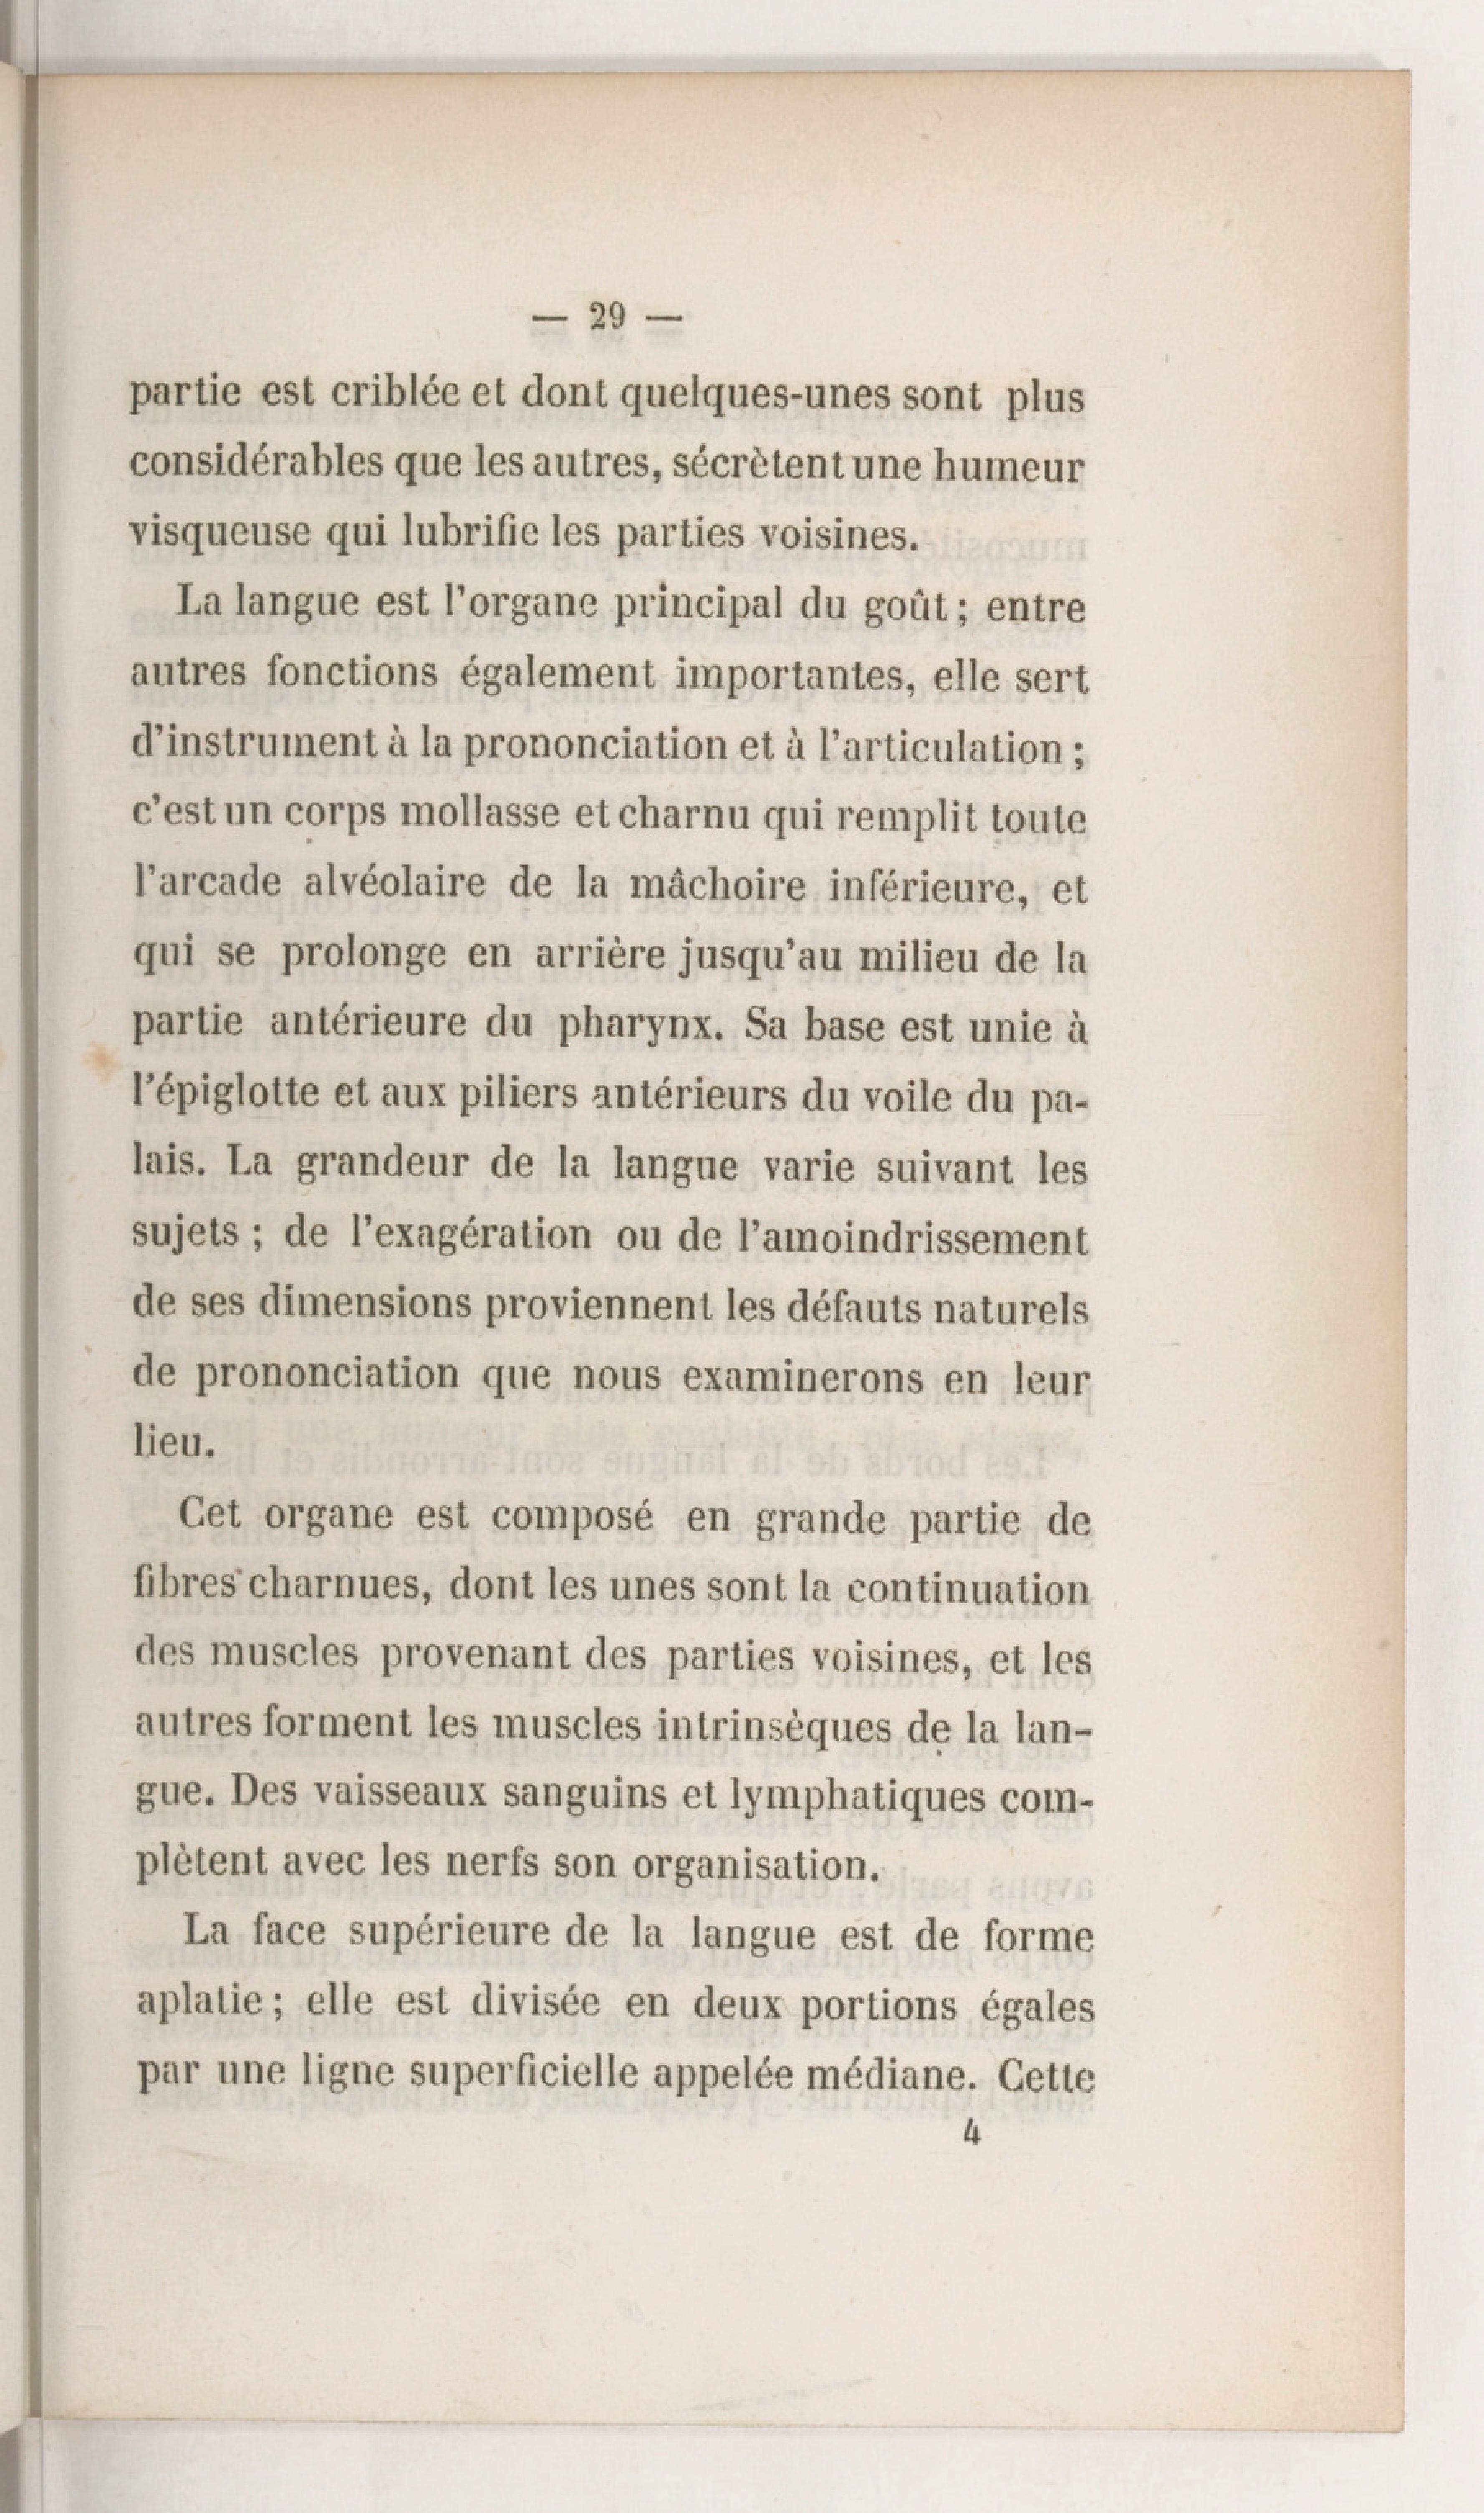 — 29 —
partie est criblée et dont quelques-unes sont plus
considérables que les autres, sécrètent une humeur
visqueuse qui lubrifie les parties voisines.
La langue est l'organe principal du goût ; entre
autres fonctions également importantes, elle sert
d'instrument à la prononciation et à l'articulation ;
c'est un corps mollasse et charnu qui remplit toute
l'arcade alvéolaire de la mâchoire inférieure, et
qui se prolonge en arrière jusqu'au milieu de la
partie antérieure du pharynx. Sa base est unie à
l'épiglotte et aux piliers antérieurs du voile du pa-
lais. La grandeur de la langue varie suivant les
sujets ; de l'exagération ou de l'amoindrissement
de ses dimensions proviennent les défauts naturels
de prononciation que nous examinerons en leur
lieu.
Cet organe est composé en grande partie de
fibres charnues, dont les unes sont la continuation
des muscles provenant des parties voisines, et les
autres forment les muscles intrinsèques de la lan-
gue. Des vaisseaux sanguins et lymphatiques com-
plètent avec les nerfs son organisation.
La face supérieure de la langue est de forme
aplatie ; elle est divisée en deux portions égales
par une ligne superficielle appelée médiane. Cette
4